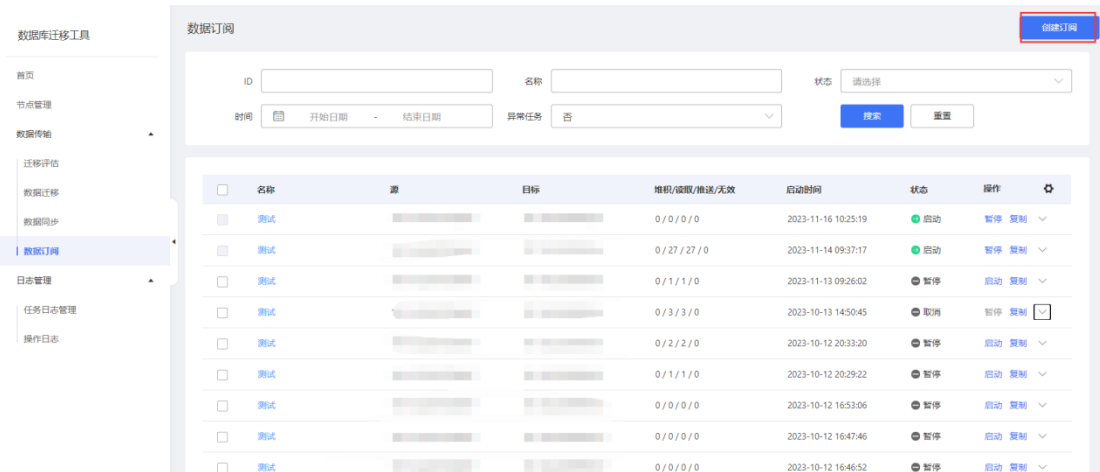 数据库迁移工具
首页
节点管理
数据传输
迁移评估
数据迁移
数据同步
数据订阅
日志管理
任务日志管理
操作日志
数据订阅 创建订阅
ID 名称 状态 请选择
时间 开始日期 - 结束日期 异常任务 否 搜索 重置
名称 源 目标 堆积/读取/推送/无效 启动时间 状态 操作
测试 0 / 0 / 0 / 0 2023-11-16 10:25:19 启动 暂停 复制
测试 0 / 27 / 27 / 0 2023-11-14 09:37:17 启动 暂停 复制
测试 0 / 1 / 1 / 0 2023-11-13 09:26:02 暂停 启动 复制
测试 0 / 3 / 3 / 0 2023-10-13 14:50:45 取消 暂停 复制
测试 0 / 2 / 2 / 0 2023-10-12 20:33:20 暂停 启动 复制
测试 0 / 1 / 1 / 0 2023-10-12 20:29:22 暂停 启动 复制
测试 0 / 0 / 0 / 0 2023-10-12 16:53:06 暂停 启动 复制
测试 0 / 0 / 0 / 0 2023-10-12 16:47:46 暂停 启动 复制
测试 0 / 0 / 0 / 0 2023-10-12 16:46:52 暂停 启动 复制